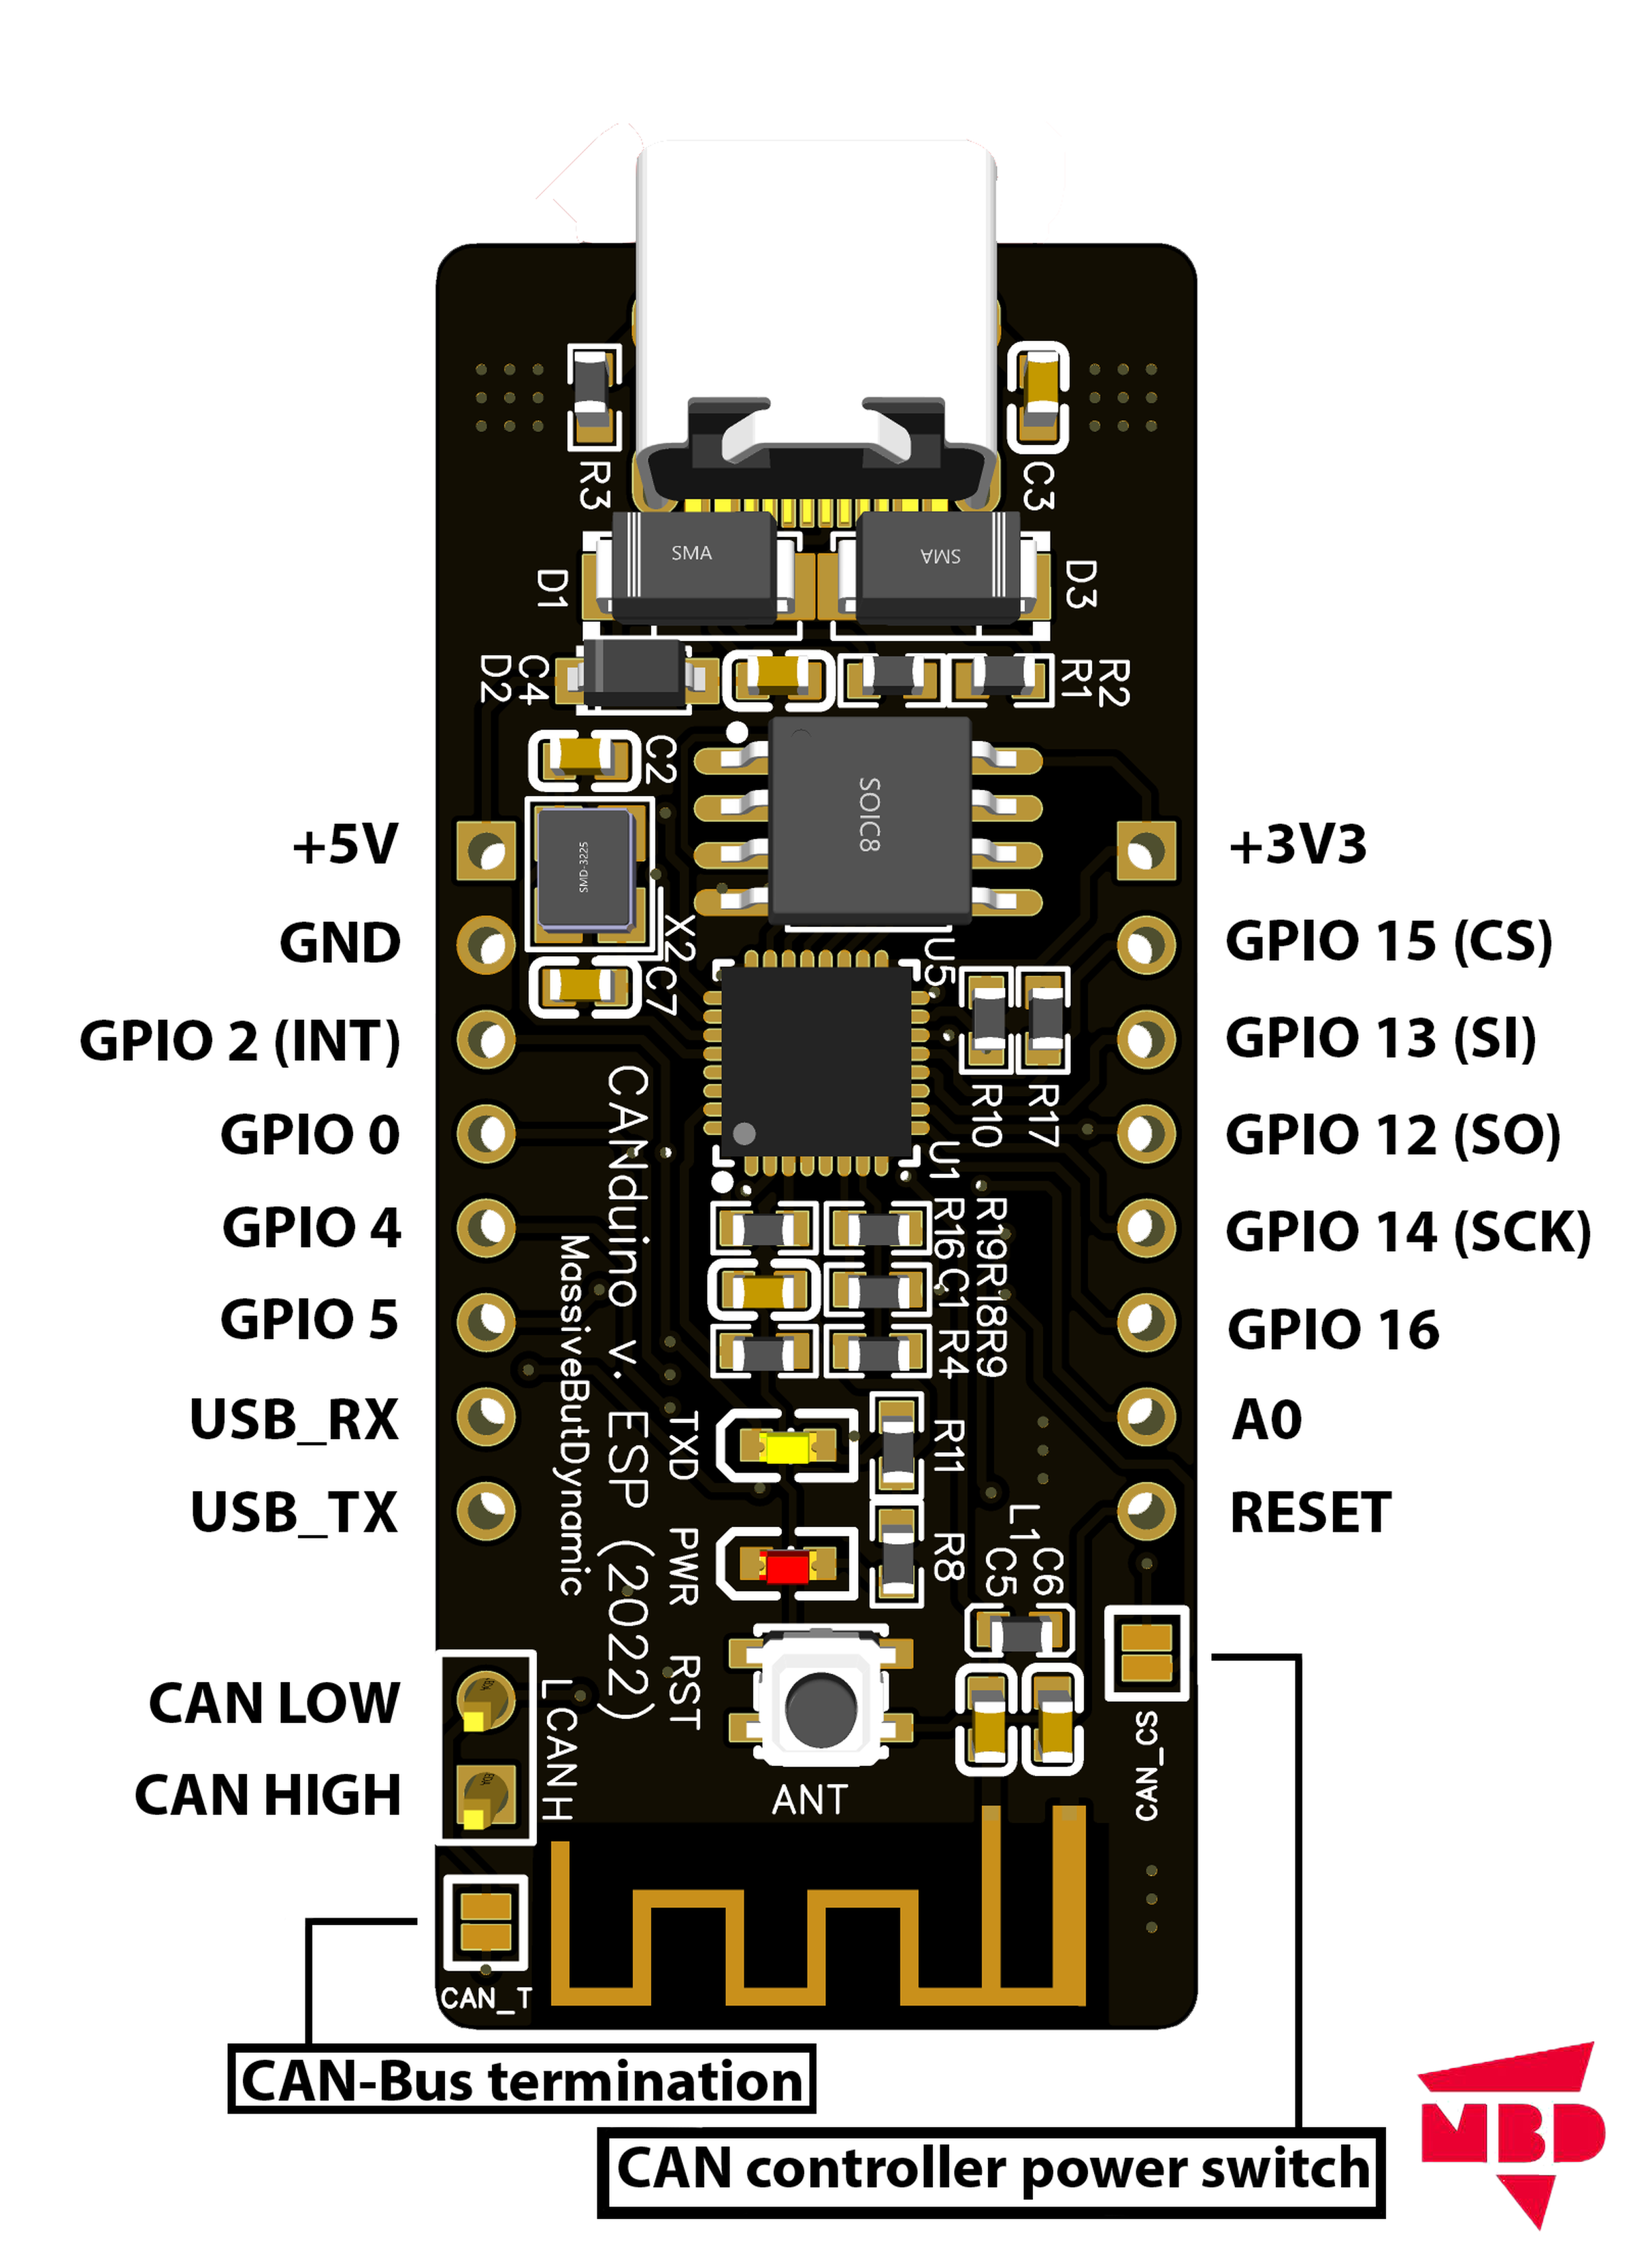 R3
C3
SMA
SMA
D1
D3
D2
C4
R1
R2
C2
SOIC8
+5V
+3V3
SMD-3225
GND
X2
C7
U5
GPIO 15 (CS)
GPIO 2 (INT)
GPIO 13 (SI)
R10
R17
GPIO 0
U1
GPIO 12 (SO)
GPIO 4
R16
R19
GPIO 14 (SCK)
C1
R18
GPIO 5
R4
R9
GPIO 16
CANduino v. ESP (2022)
MassiveButDynamic
USB_RX
TXD
R11
A0
USB_TX
PWR
R8
L1
C5
C6
RESET
CAN LOW
L CAN H
RST
CAN_CS
CAN HIGH
ANT
CAN_T
CAN-Bus termination
CAN controller power switch
MBD